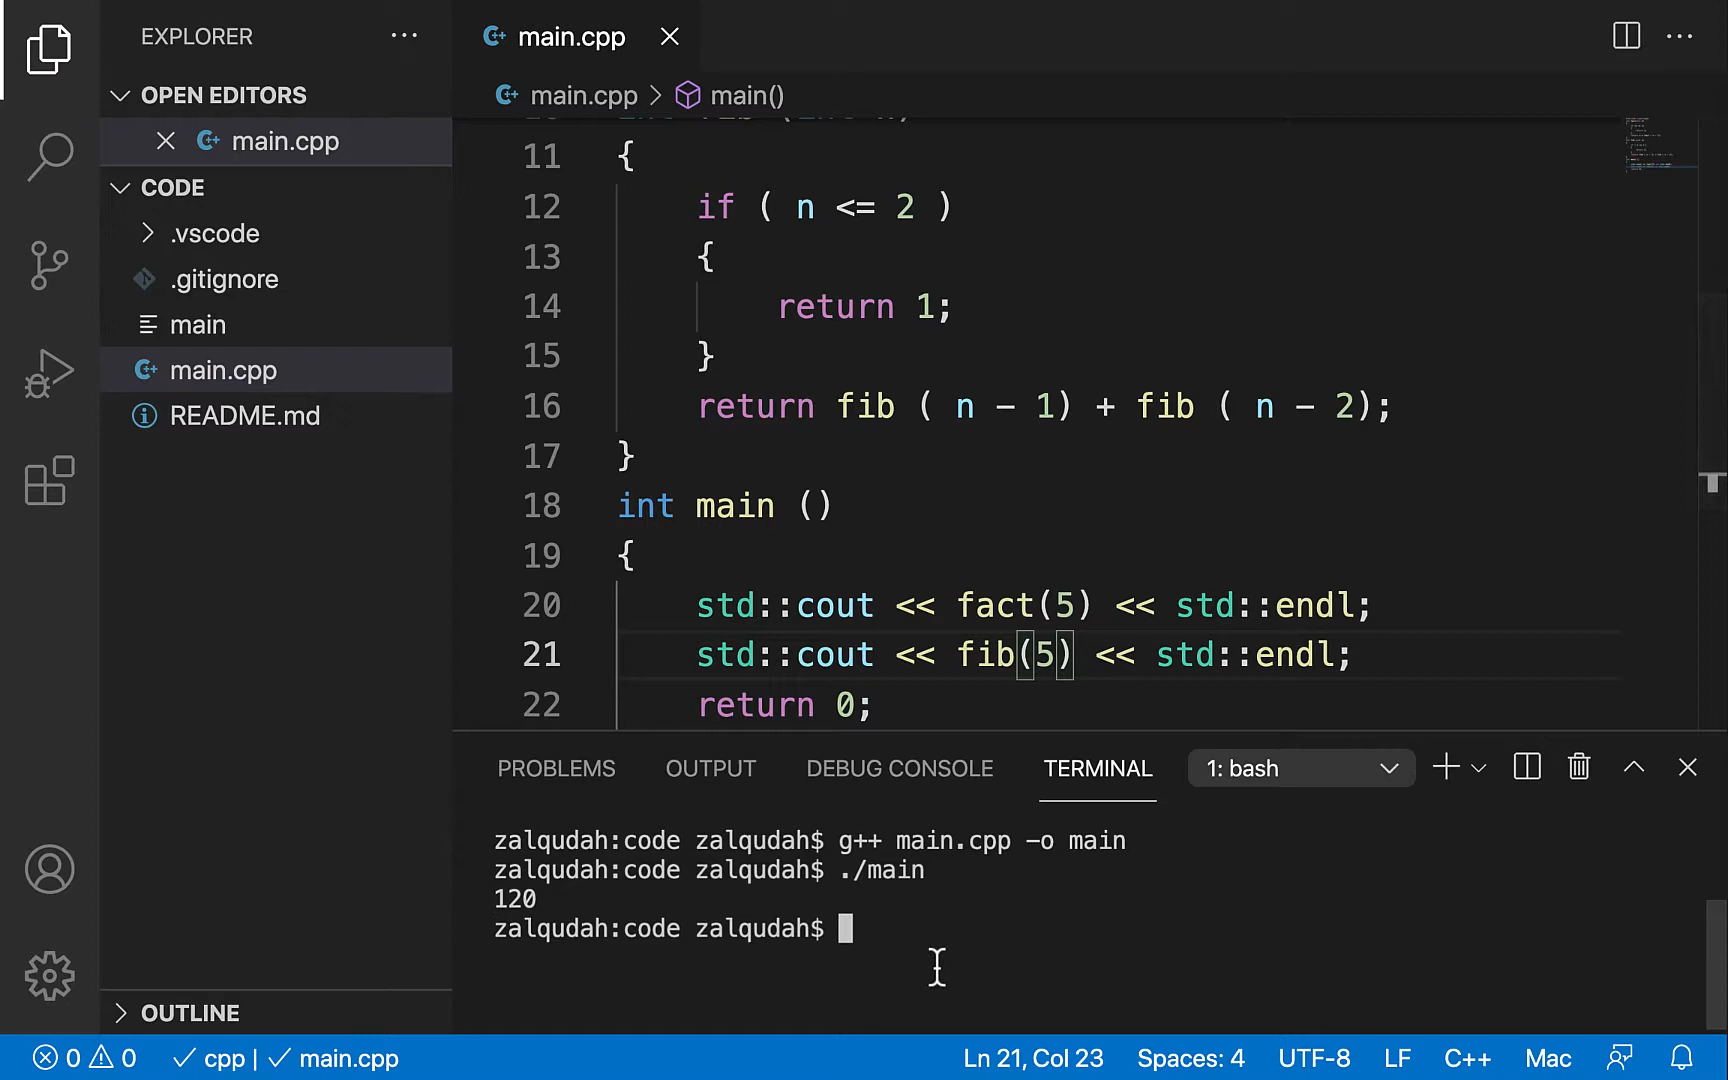 EXPLORER ...
main.cpp
OPEN EDITORS
main.cpp
main.cpp > main()
CODE
.vscode
.gitignore
main
main.cpp
README.md
11 {
12 if ( n <= 2 )
13 {
14 return 1;
15 }
16 return fib ( n - 1) + fib ( n - 2);
17 }
18 int main ()
19 {
20 std::cout << fact(5) << std::endl;
21 std::cout << fib(5) << std::endl;
22 return 0;
PROBLEMS OUTPUT DEBUG CONSOLE TERMINAL 1: bash
zalqudah:code zalqudah$ g++ main.cpp -o main
zalqudah:code zalqudah$ ./main
120
zalqudah:code zalqudah$
OUTLINE
0 0 cpp | main.cpp Ln 21, Col 23 Spaces: 4 UTF-8 LF C++ Mac